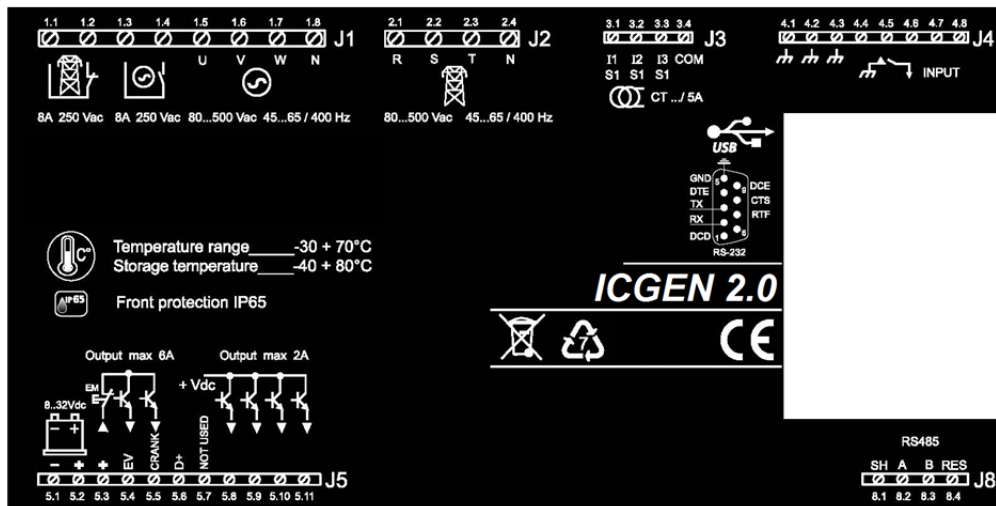 1.1 1.2 1.3 1.4 1.5 1.6 1.7 1.8
J1
U V W N
8A 250 Vac 8A 250 Vac 80...500 Vac 45...65 / 400 Hz
2.1 2.2 2.3 2.4
J2
R S T N
80...500 Vac 45...65 / 400 Hz
3.1 3.2 3.3 3.4
J3
I1 I2 I3 COM
S1 S1 S1
CT .../ 5A
4.1 4.2 4.3 4.4 4.5 4.6 4.7 4.8
J4
INPUT
USB
GND 5 9 DCE
DTE CTS
TX RTF
RX
DCD 1 6
RS-232
C°
Temperature range_____-30 + 70°C
Storage temperature____-40 + 80°C
IP65
Front protection IP65
ICGEN 2.0
7
CE
Output max 6A Output max 2A
+ Vdc
EM
8..32Vdc
- +
- + + EV CRANK D+ NOT USED
J5
5.1 5.2 5.3 5.4 5.5 5.6 5.7 5.8 5.9 5.10 5.11
RS485
SH A B RES
J8
8.1 8.2 8.3 8.4